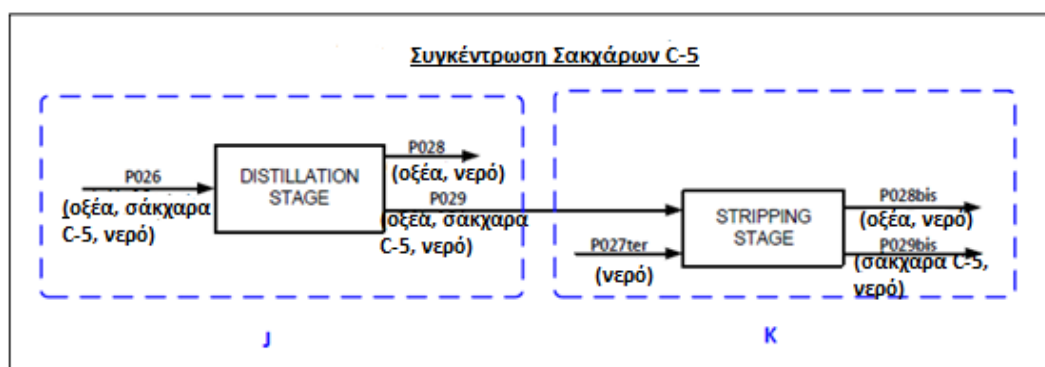 Συγκέντρωση Σακχάρων C-5
P026
(οξέα, σάκχαρα
C-5, νερό)
DISTILLATION
STAGE
P028
(οξέα, νερό)
P029
(οξέα, σάκχαρα
C-5, νερό)
P027ter
(νερό)
STRIPPING
STAGE
P028bis
(οξέα, νερό)
P029bis
(σάκχαρα C-5,
νερό)
J
K